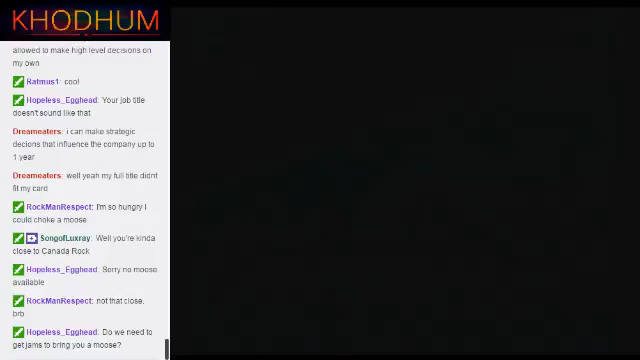 KHODHUM
allowed to make high level decisions on
my own
Ratmus1: cool
Hopeless_Egghead: Your job title
doesn't sound like that
Dreameaters: i can make strategic
decions that influence the company up to
1 year
Dreameaters: well yeah my full title didnt
fit my card
RockManRespect: I'm so hungry I
could choke a moose
SongofLuxray: Well you're kinda
close to Canada Rock
Hopeless_Egghead: Sorry no moose
available
RockManRespect: not that close.
brb
Hopeless_Egghead: Do we need to
get jams to bring you a moose?